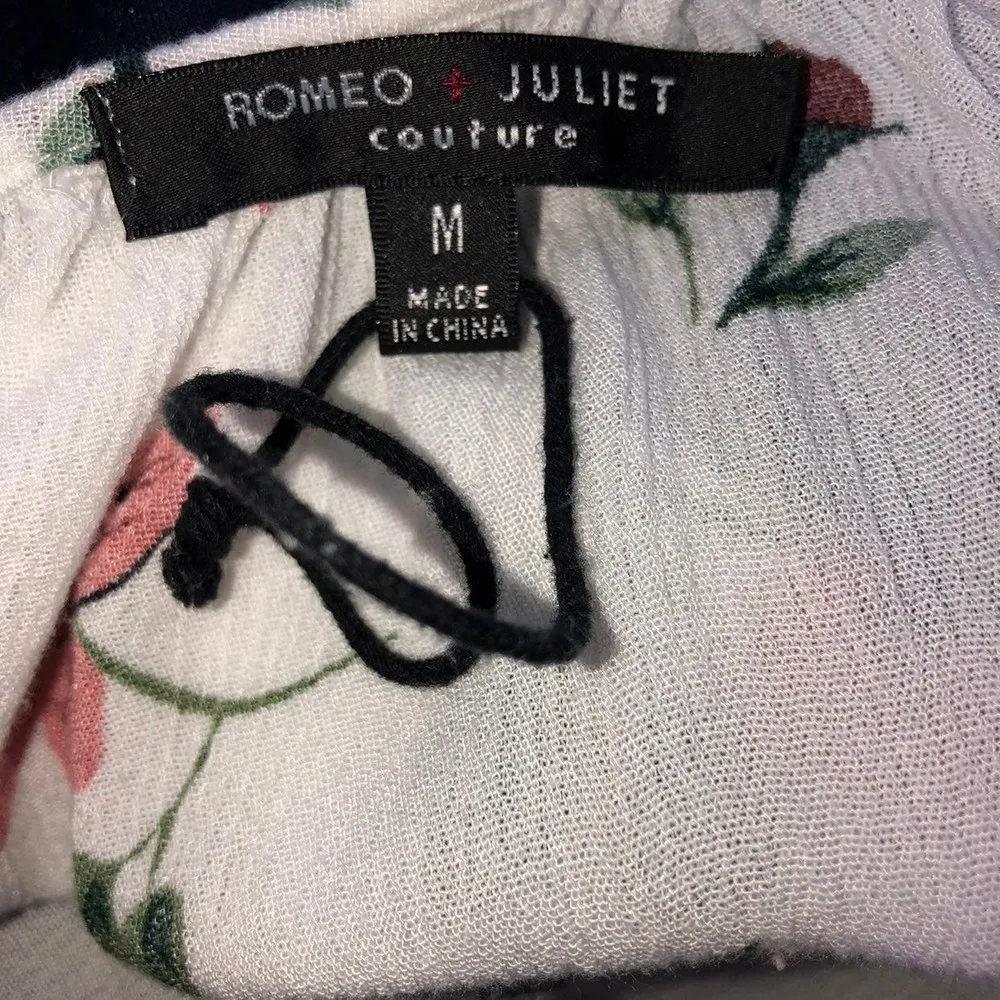 ROMEO + JULIET
couture
M
MADE
IN CHINA